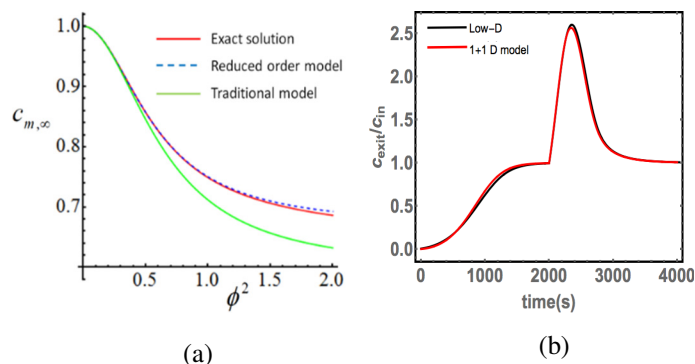 1.0
0.9
0.8
0.7
c_{m,∞}
Exact solution
Reduced order model
Traditional model
0.5 1.0 1.5 2.0
ϕ²
(a)
2.5
2.0
1.5
1.0
0.5
0.0
c_exit/c_in
Low-D
1+1 D model
0 1000 2000 3000 4000
time(s)
(b)